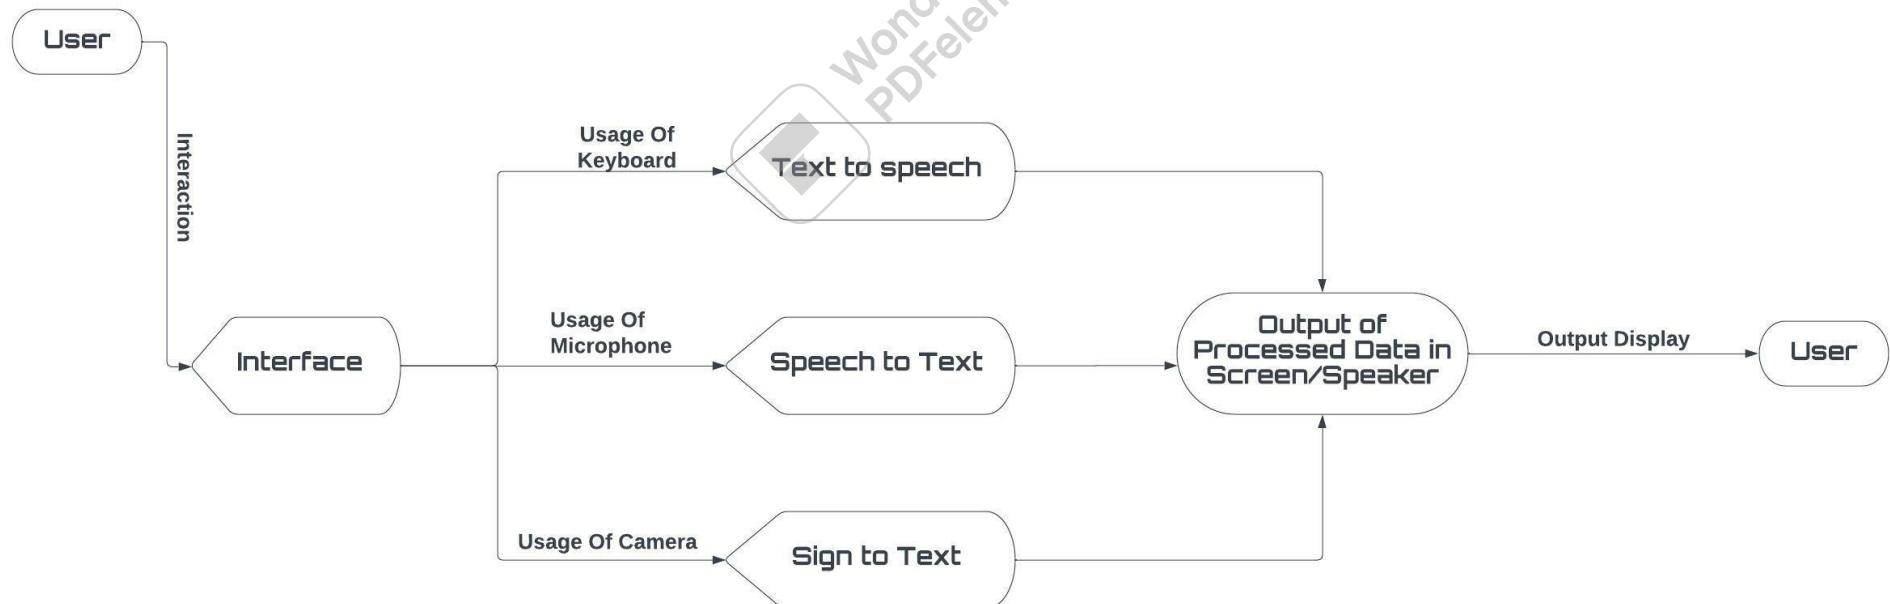 User
Interaction
Interface
Usage Of
Keyboard
Text to speech
Usage Of
Microphone
Speech to Text
Usage Of Camera
Sign to Text
Output of
Processed Data in
Screen/Speaker
Output Display
User